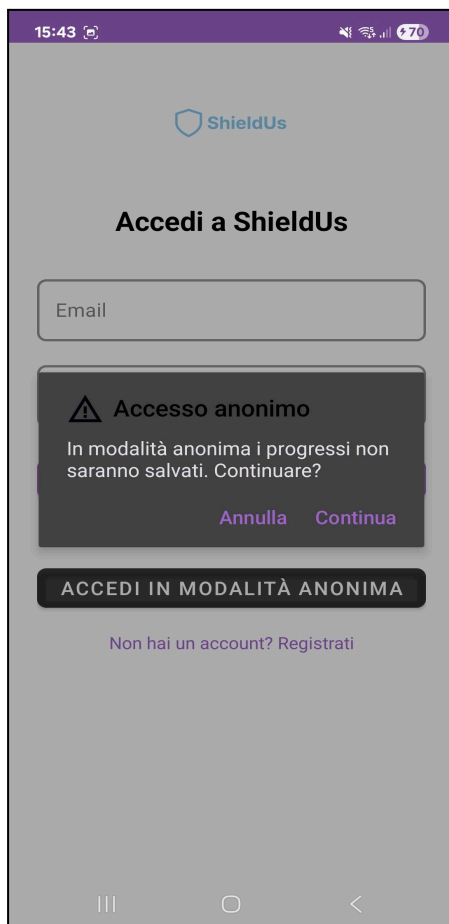 15:43
70
ShieldUs
Accedi a ShieldUs
Email
Accesso anonimo
In modalità anonima i progressi non
saranno salvati. Continuare?
Annulla Continua
ACCEDI IN MODALITÀ ANONIMA
Non hai un account? Registrati